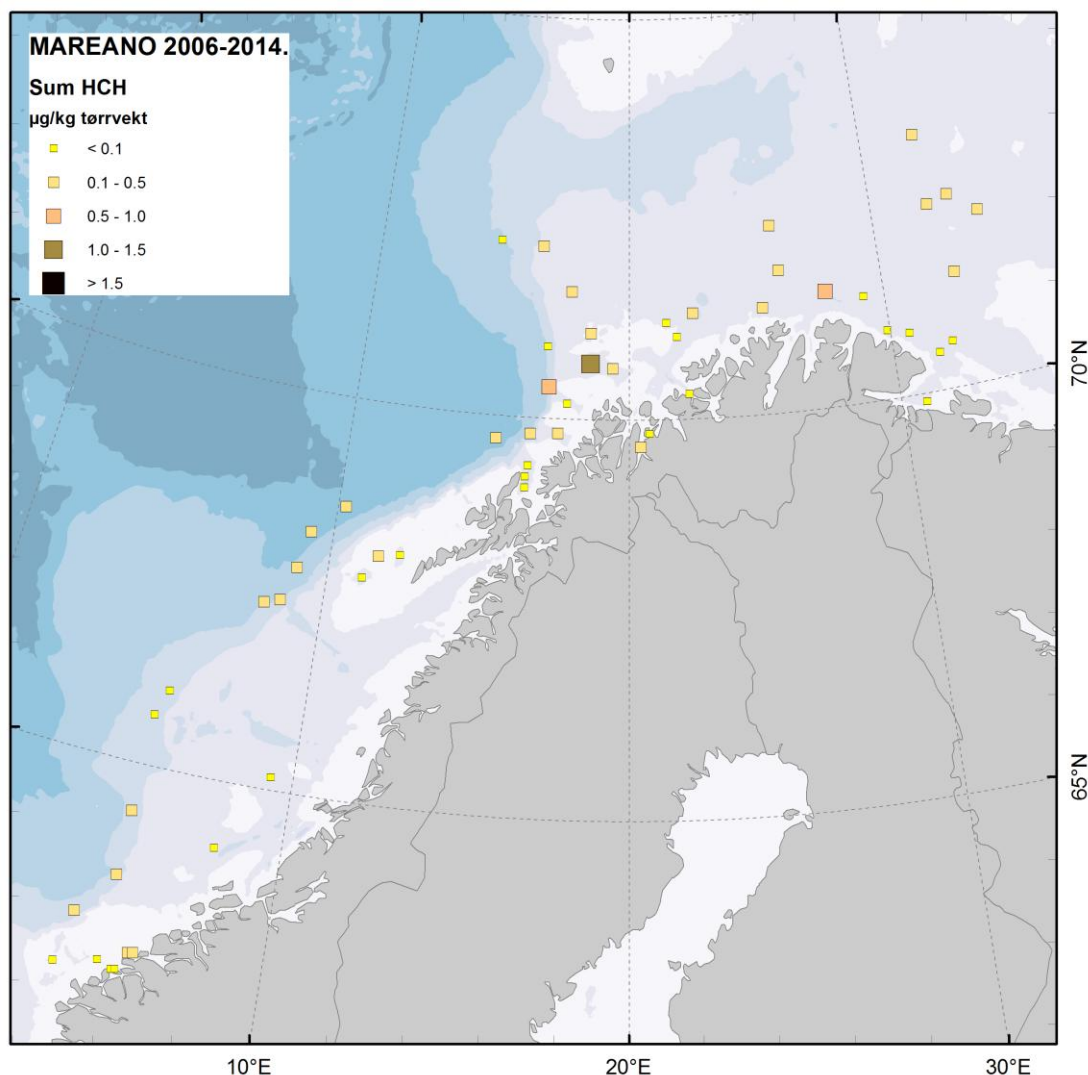 MAREANO 2006-2014.
Sum HCH
µg/kg tørrvekt
< 0.1
0.1 - 0.5
0.5 - 1.0
1.0 - 1.5
> 1.5
70°N
65°N
10°E
20°E
30°E